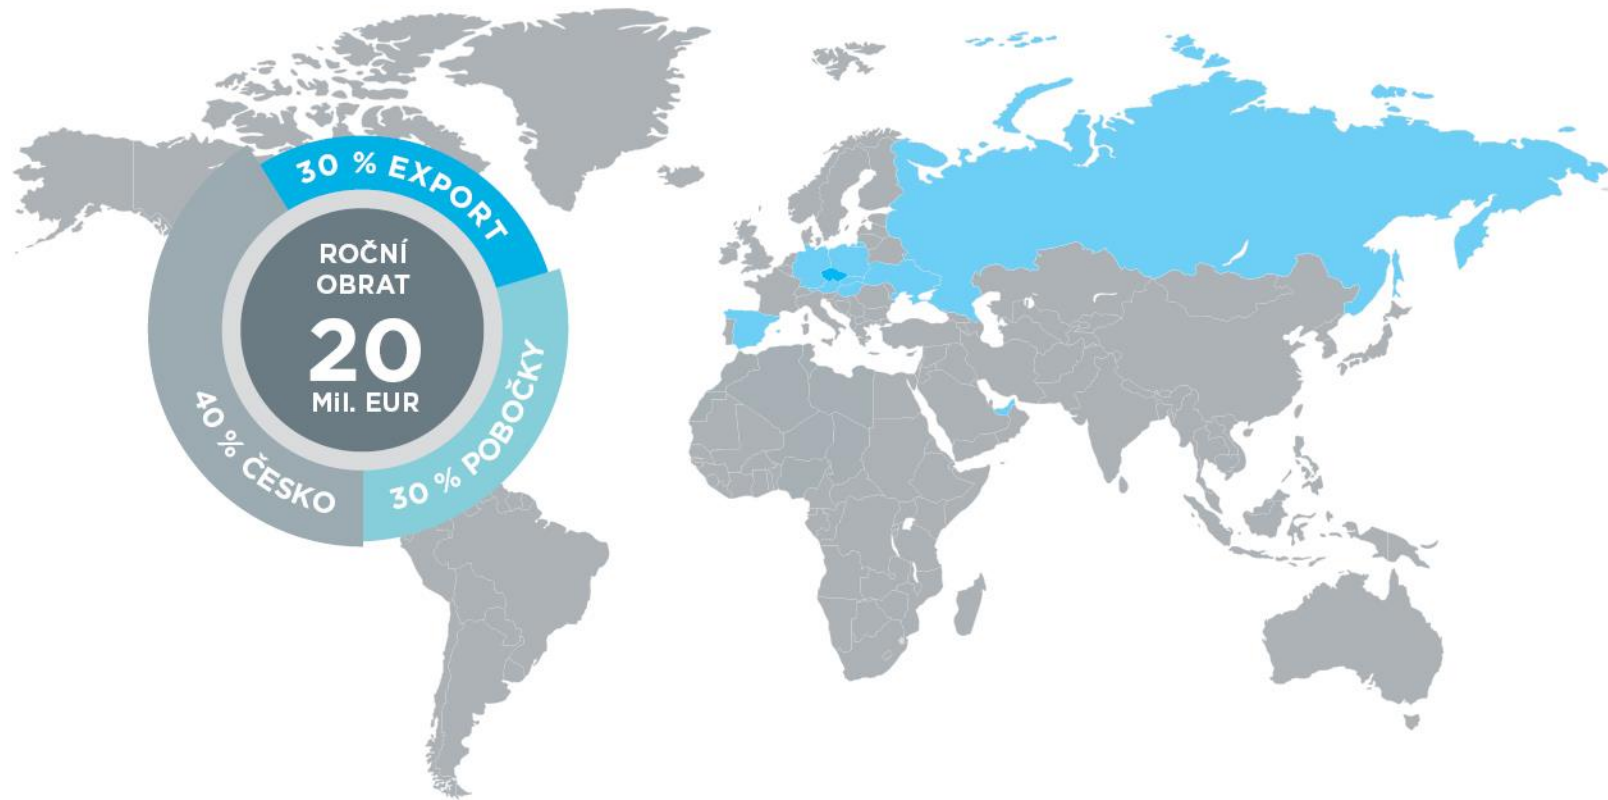 30 % EXPORT
ROČNÍ
OBRAT
20
Mil. EUR
40 % ČESKO
30 % POBOČKY